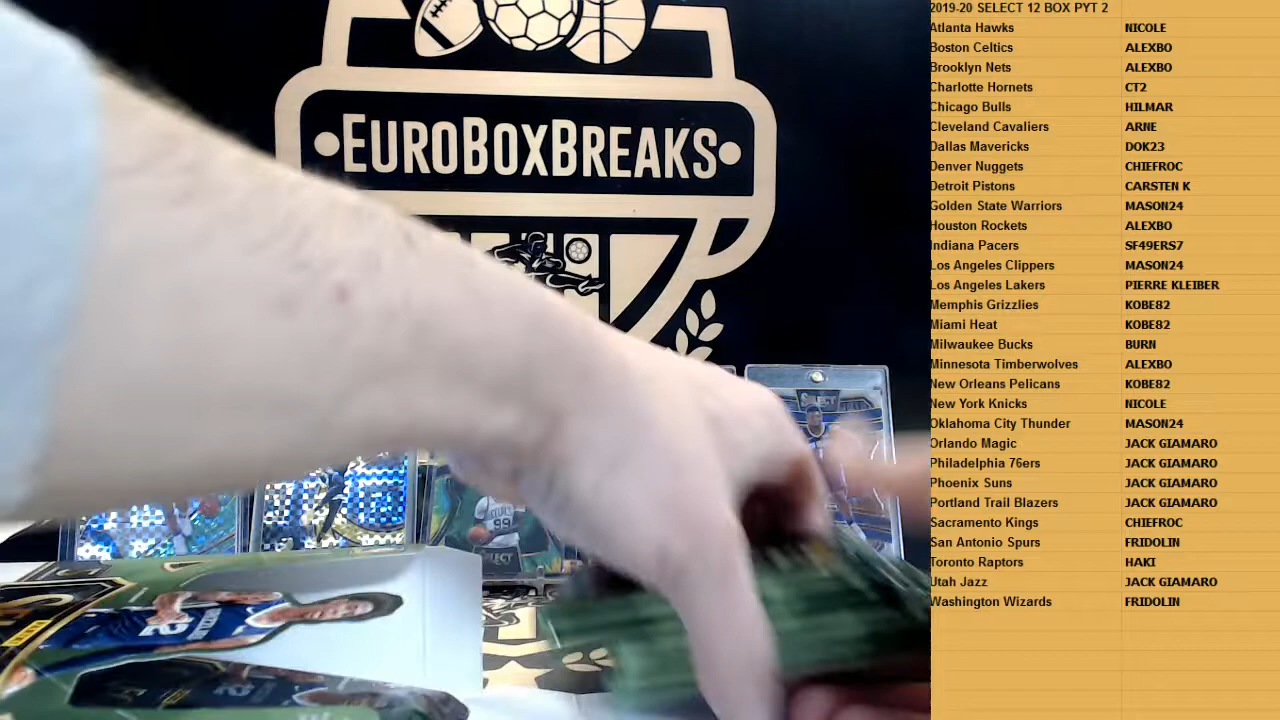 EUROBOXBREAKS
SELECT
CELTICS
99
SELECT
2019-20 SELECT 12 BOX PYT 2
Atlanta Hawks NICOLE
Boston Celtics ALEXBO
Brooklyn Nets ALEXBO
Charlotte Hornets CT2
Chicago Bulls HILMAR
Cleveland Cavaliers ARNE
Dallas Mavericks DOK23
Denver Nuggets CHIEFROC
Detroit Pistons CARSTEN K
Golden State Warriors MASON24
Houston Rockets ALEXBO
Indiana Pacers SF49ERS7
Los Angeles Clippers MASON24
Los Angeles Lakers PIERRE KLEIBER
Memphis Grizzlies KOBE82
Miami Heat KOBE82
Milwaukee Bucks BURN
Minnesota Timberwolves ALEXBO
New Orleans Pelicans KOBE82
New York Knicks NICOLE
Oklahoma City Thunder MASON24
Orlando Magic JACK GIAMARO
Philadelphia 76ers JACK GIAMARO
Phoenix Suns JACK GIAMARO
Portland Trail Blazers JACK GIAMARO
Sacramento Kings CHIEFROC
San Antonio Spurs FRIDOLIN
Toronto Raptors HAKI
Utah Jazz JACK GIAMARO
Washington Wizards FRIDOLIN